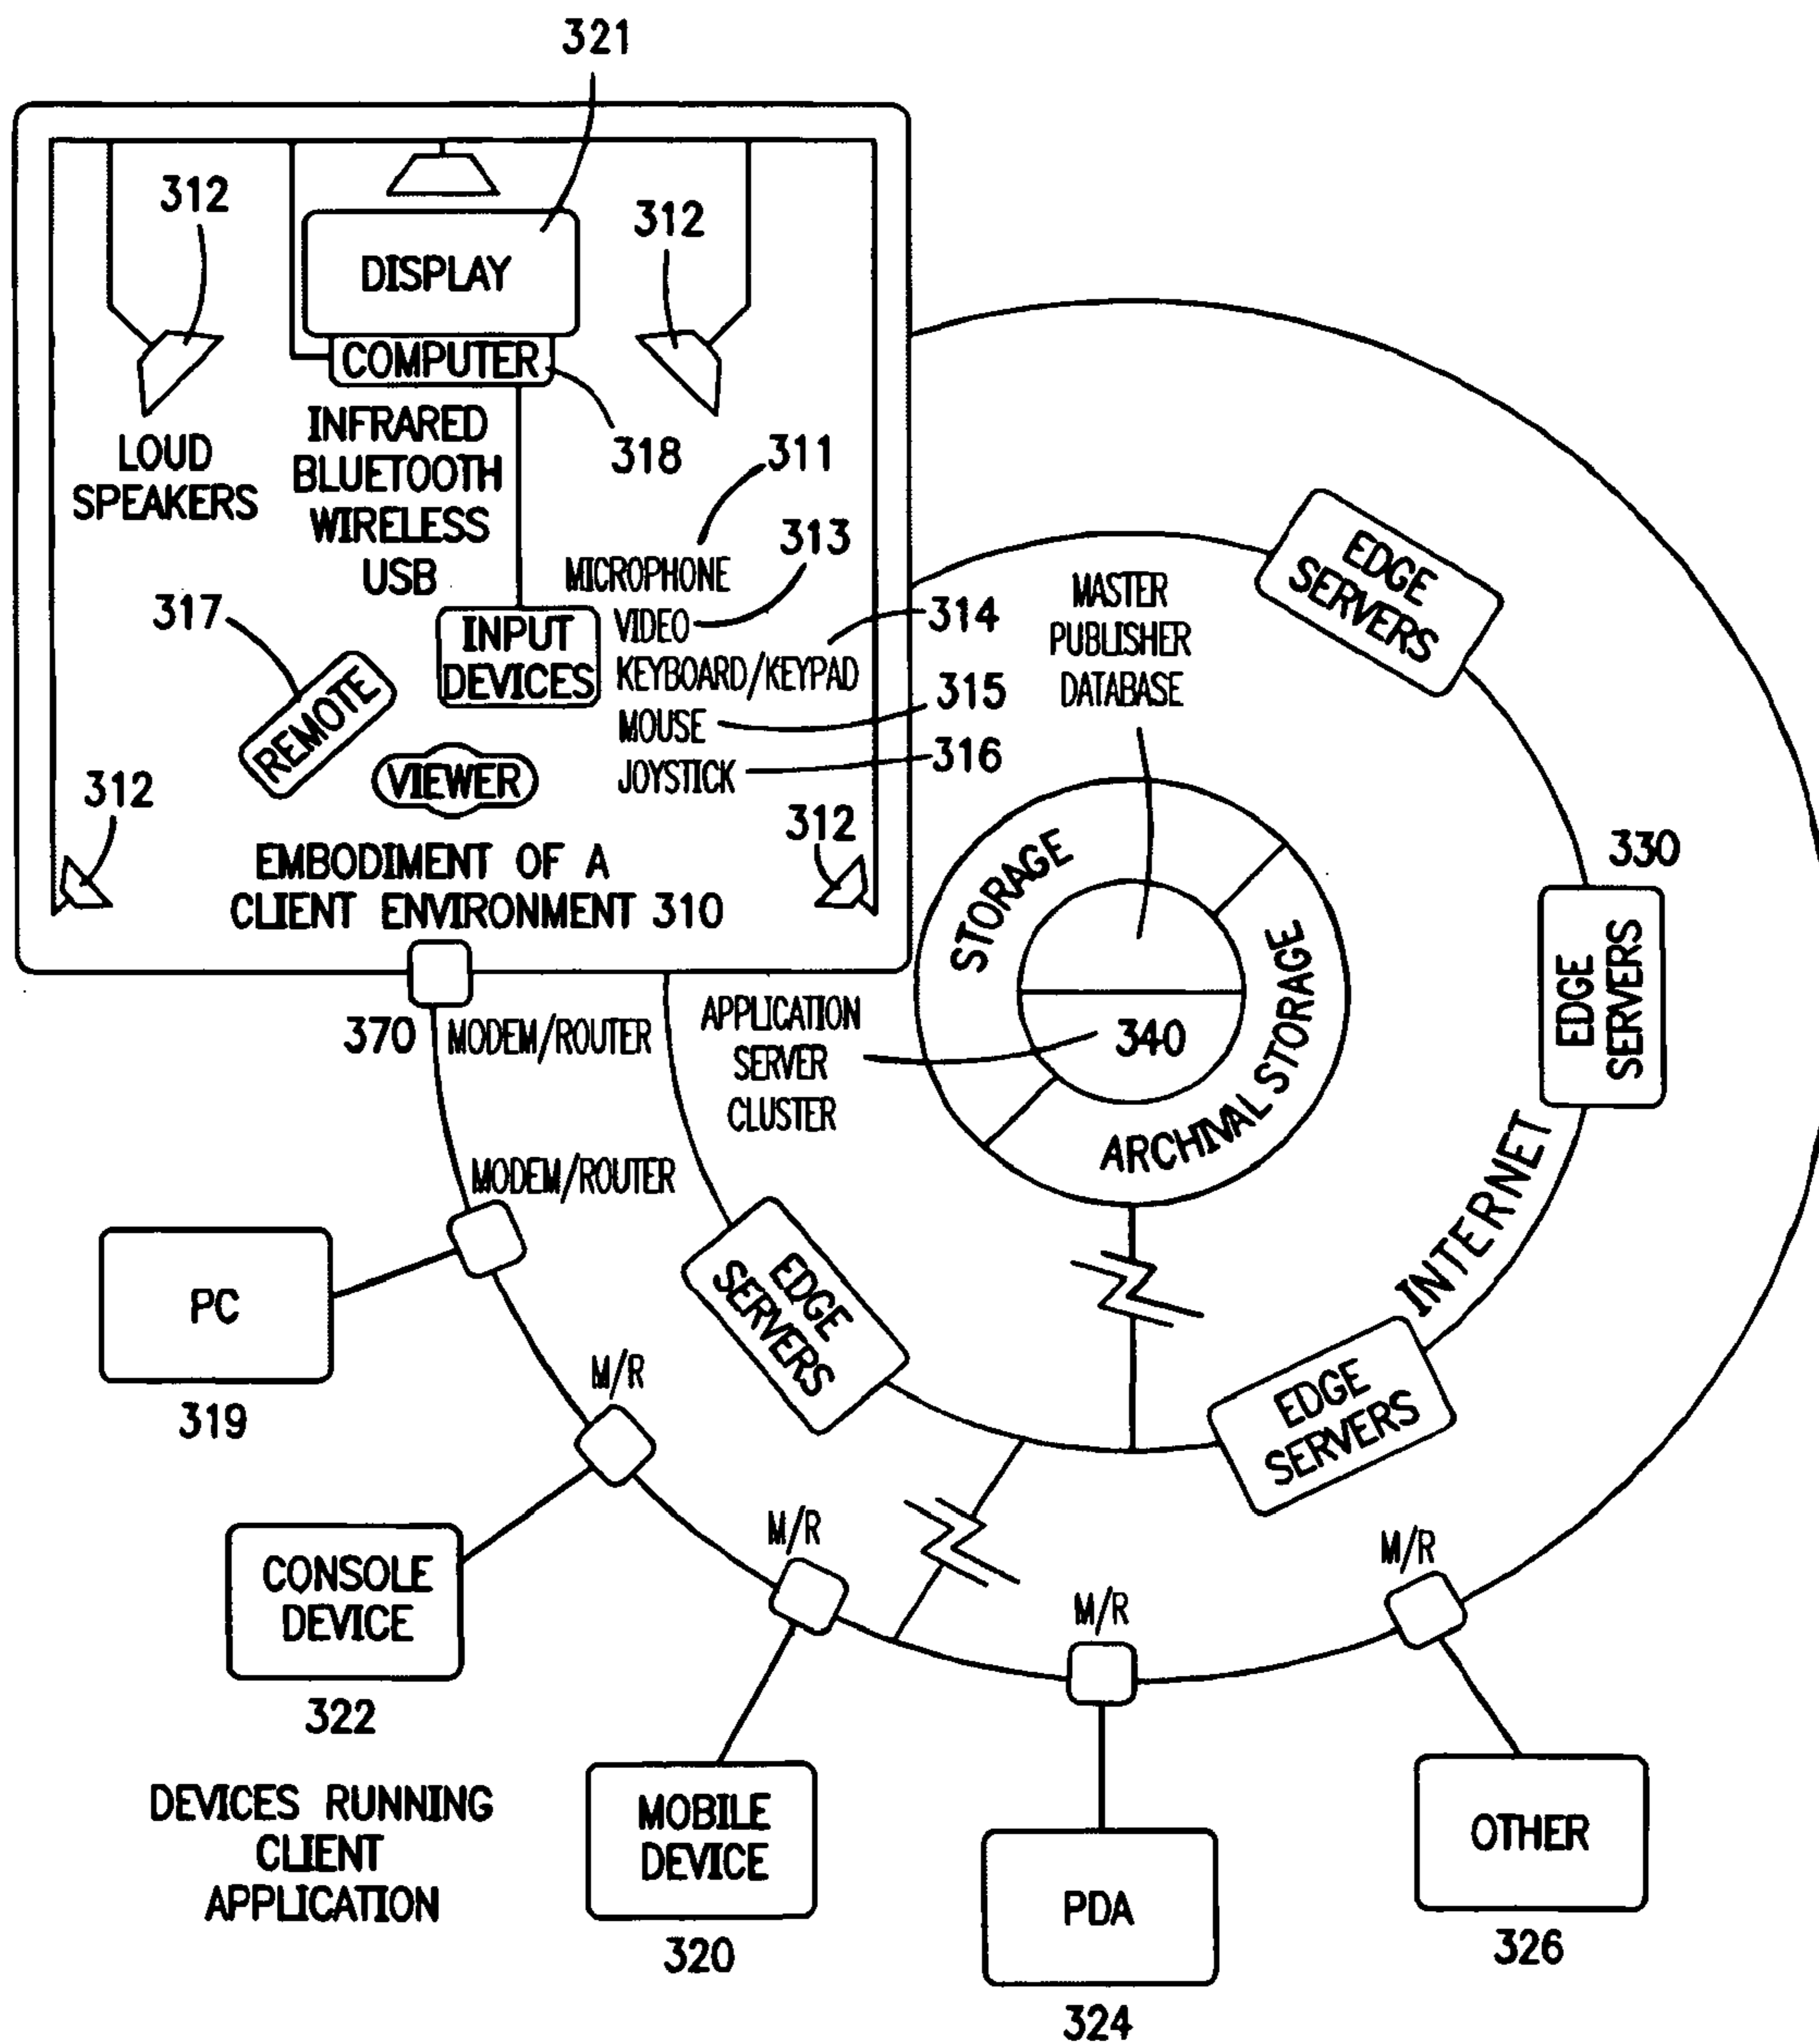 321
312
312
DISPLAY
COMPUTER
318
LOUD
SPEAKERS
INFRARED
BLUETOOTH
WIRELESS
USB
311
313
MICROPHONE
VIDEO
KEYBOARD/KEYPAD
MOUSE
JOYSTICK
314
315
316
INPUT
DEVICES
317
REMOTE
VIEWER
312
312
EMBODIMENT OF A
CLIENT ENVIRONMENT 310
MASTER
PUBLISHER
DATABASE
EDGE
SERVERS
330
EDGE
SERVERS
STORAGE
ARCHIVAL STORAGE
340
APPLICATION
SERVER
CLUSTER
370 MODEM/ROUTER
MODEM/ROUTER
INTERNET
EDGE
SERVERS
EDGE
SERVERS
PC
319
M/R
CONSOLE
DEVICE
322
M/R
MOBILE
DEVICE
320
M/R
PDA
324
M/R
OTHER
326
DEVICES RUNNING
CLIENT
APPLICATION